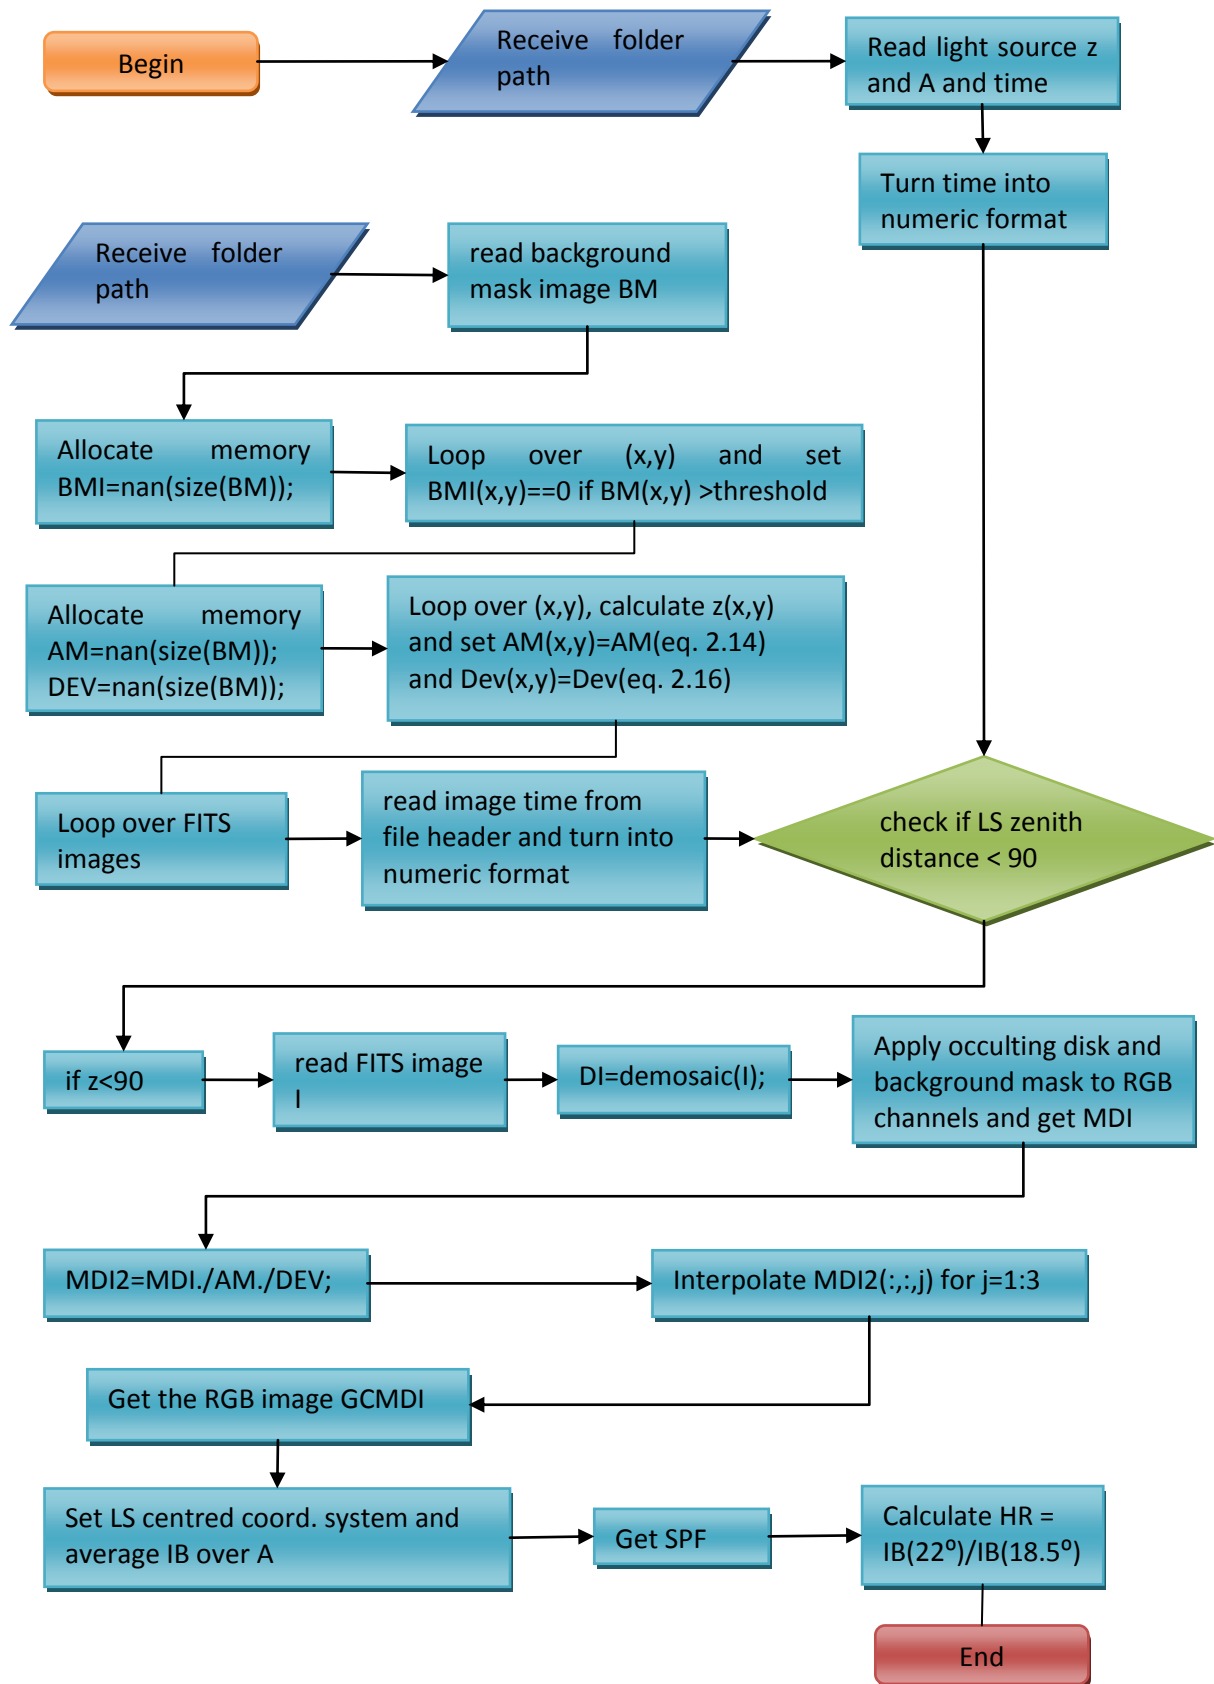 Begin
Receive folder
path
Read light source z
and A and time
Turn time into
numeric format
Receive folder
path
read background
mask image BM
Allocate memory
BMI=nan(size(BM));
Loop over (x,y) and set
BMI(x,y)==0 if BM(x,y) >threshold
Allocate memory
AM=nan(size(BM));
DEV=nan(size(BM));
Loop over (x,y), calculate z(x,y)
and set AM(x,y)=AM(eq. 2.14)
and Dev(x,y)=Dev(eq. 2.16)
Loop over FITS
images
read image time from
file header and turn into
numeric format
check if LS zenith
distance < 90
if z<90
read FITS image
I
DI=demosaic(I);
Apply occulting disk and
background mask to RGB
channels and get MDI
MDI2=MDI./AM./DEV;
Interpolate MDI2(:,:,j) for j=1:3
Get the RGB image GCMDI
Set LS centred coord. system and
average IB over A
Get SPF
Calculate HR =
IB(22⁰)/IB(18.5⁰)
End